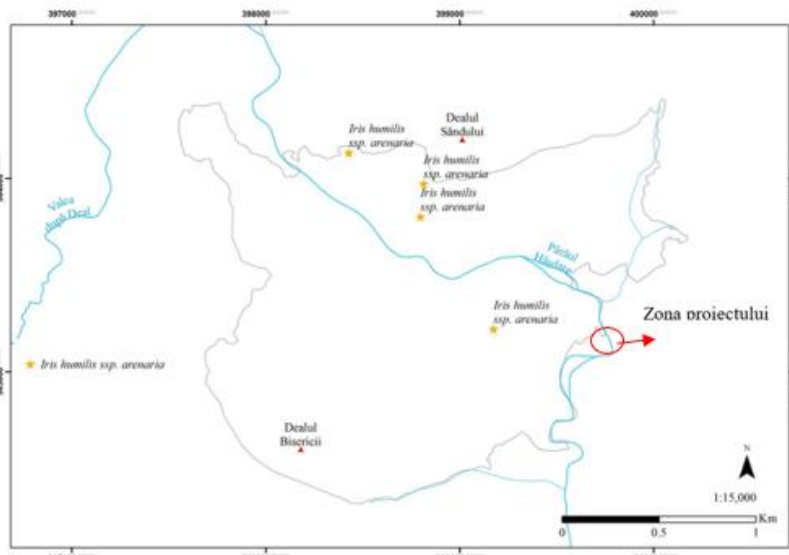 397000
398000
399000
400000
Dealul
Sândului
Iris humilis
ssp. arenaria
Iris humilis
ssp. arenaria
Iris humilis
ssp. arenaria
Valea
după Deal
Pârâul
Hășdate
Iris humilis
ssp. arenaria
Zona proiectului
Iris humilis ssp. arenaria
Dealul
Bisericii
N
1:15,000
Km
0
0.5
1